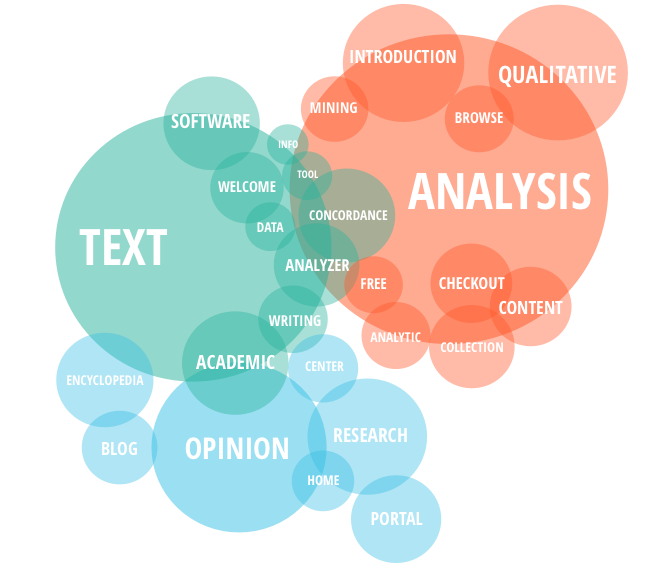 INTRODUCTION
QUALITATIVE
MINING
BROWSE
SOFTWARE
INFO
TOOL
WELCOME
ANALYSIS
CONCORDANCE
DATA
TEXT
ANALYZER
FREE
CHECKOUT
CONTENT
WRITING
ANALYTIC
COLLECTION
ACADEMIC
CENTER
ENCYCLOPEDIA
RESEARCH
BLOG
OPINION
HOME
PORTAL